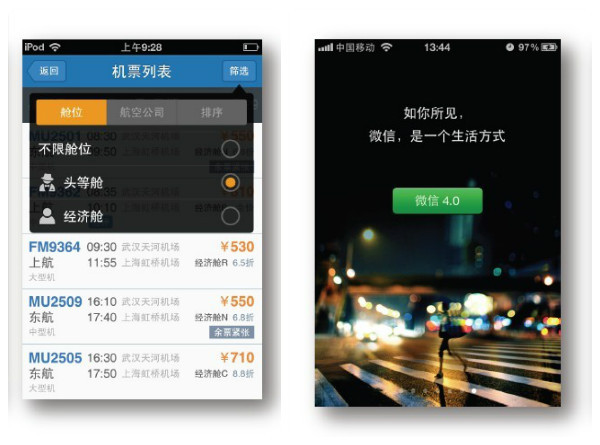 iPod 上午9:28
返回 机票列表 筛选
舱位 航空公司 排序
MU2501 08:30 ¥550
不限舱位
头等舱
经济舱
FM9364 09:30 武汉天河机场 ¥530
上航 11:55 上海虹桥机场 经济舱R 6.5折
大型机
MU2509 16:10 武汉天河机场 ¥550
东航 17:40 上海虹桥机场 经济舱N 6.8折
中型机 余票紧张
MU2505 16:30 武汉天河机场 ¥710
东航 17:50 上海虹桥机场 经济舱C 8.8折
大型机
中国移动 13:44 97%
如你所见，
微信，是一个生活方式
微信 4.0